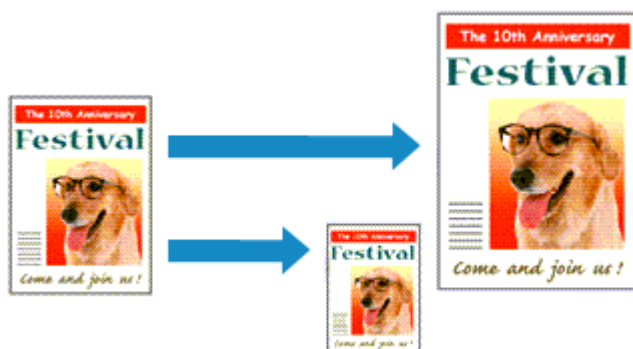 The 10th Anniversary
Festival
Come and join us!
The 10th Anniversary
Festival
Come and join us!
The 10th Anniversary
Festival
Come and join us!